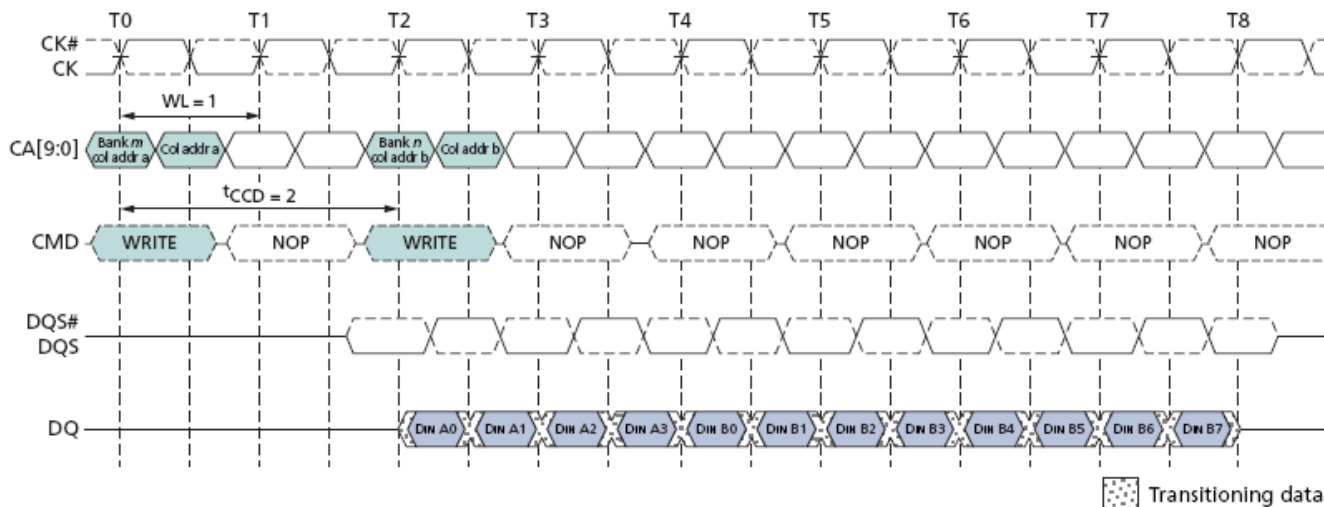 T0 T1 T2 T3 T4 T5 T6 T7 T8
CK#
CK
WL = 1
CA[9:0]
Bank m
col addr a
Col addr a
Bank n
col addr b
Col addr b
tCCD = 2
CMD
WRITE NOP WRITE NOP NOP NOP NOP NOP NOP
DQS#
DQS
DQ
DIN A0 DIN A1 DIN A2 DIN A3 DIN B0 DIN B1 DIN B2 DIN B3 DIN B4 DIN B5 DIN B6 DIN B7
Transitioning data